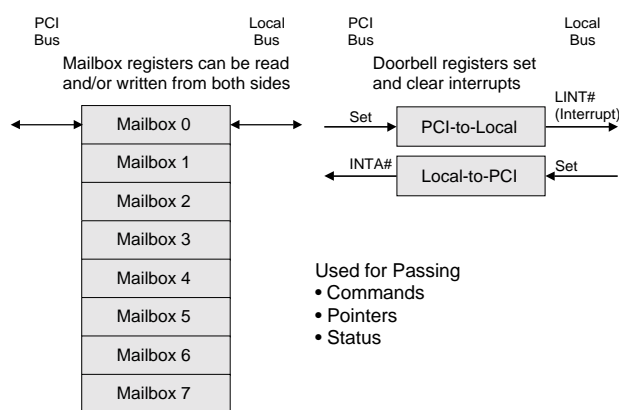 PCI
Bus
Local
Bus
Mailbox registers can be read
and/or written from both sides
Mailbox 0
Mailbox 1
Mailbox 2
Mailbox 3
Mailbox 4
Mailbox 5
Mailbox 6
Mailbox 7
PCI
Bus
Local
Bus
Doorbell registers set
and clear interrupts
Set
PCI-to-Local
LINT#
(Interrupt)
INTA#
Local-to-PCI
Set
Used for Passing
• Commands
• Pointers
• Status